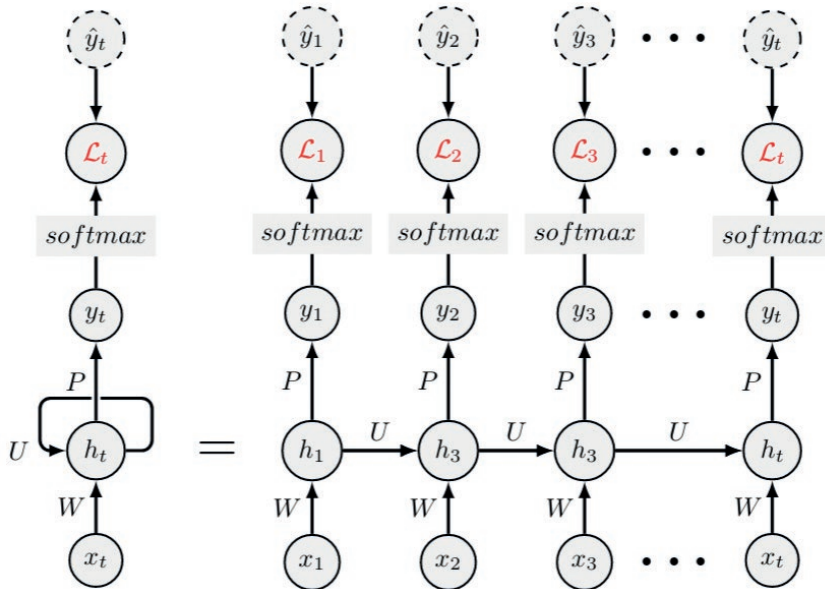 ŷₜ ŷ₁ ŷ₂ ŷ₃ • • • ŷₜ
ℒₜ ℒ₁ ℒ₂ ℒ₃ • • • ℒₜ
softmax softmax softmax softmax softmax
yₜ y₁ y₂ y₃ • • • yₜ
P P P P P
U U U U
hₜ = h₁ h₃ h₃ hₜ
W W W W W
xₜ x₁ x₂ x₃ • • • xₜ